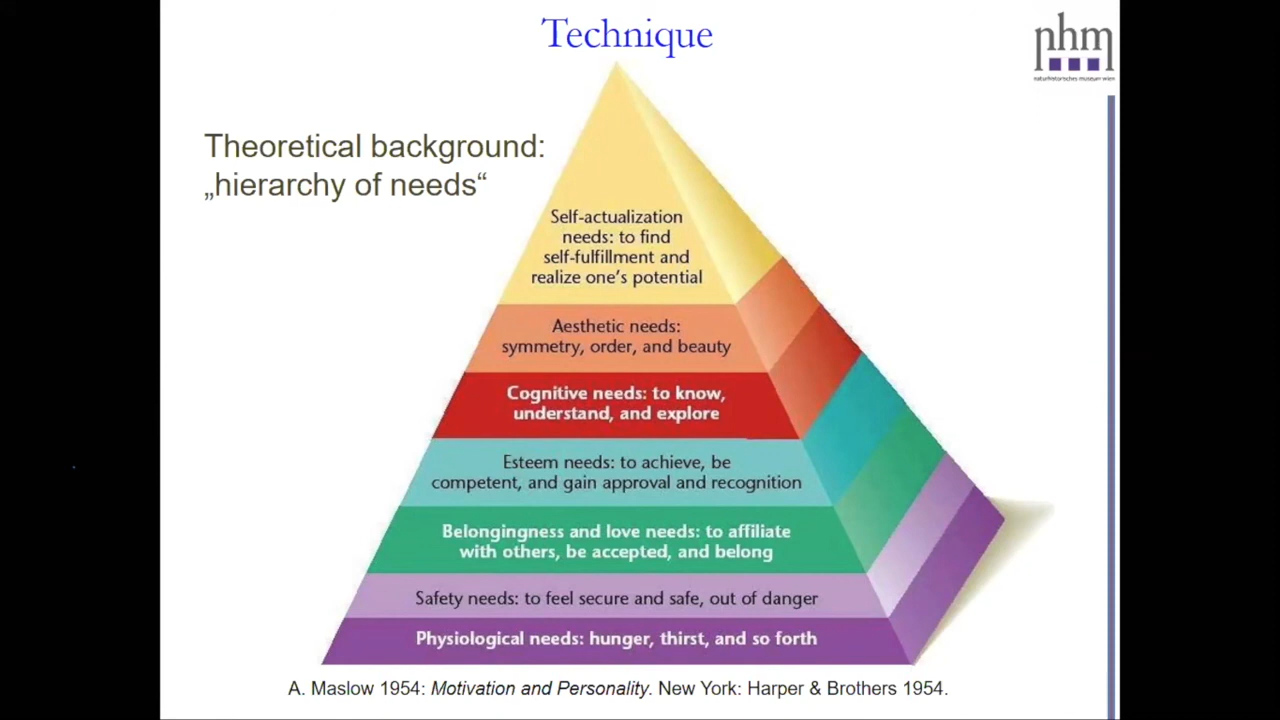 Technique
nhm
naturhistorisches museum wien
Theoretical background:
„hierarchy of needs“
Self-actualization
needs: to find
self-fulfillment and
realize one's potential
Aesthetic needs:
symmetry, order, and beauty
Cognitive needs: to know,
understand, and explore
Esteem needs: to achieve, be
competent, and gain approval and recognition
Belongingness and love needs: to affiliate
with others, be accepted, and belong
Safety needs: to feel secure and safe, out of danger
Physiological needs: hunger, thirst, and so forth
A. Maslow 1954: Motivation and Personality. New York: Harper & Brothers 1954.